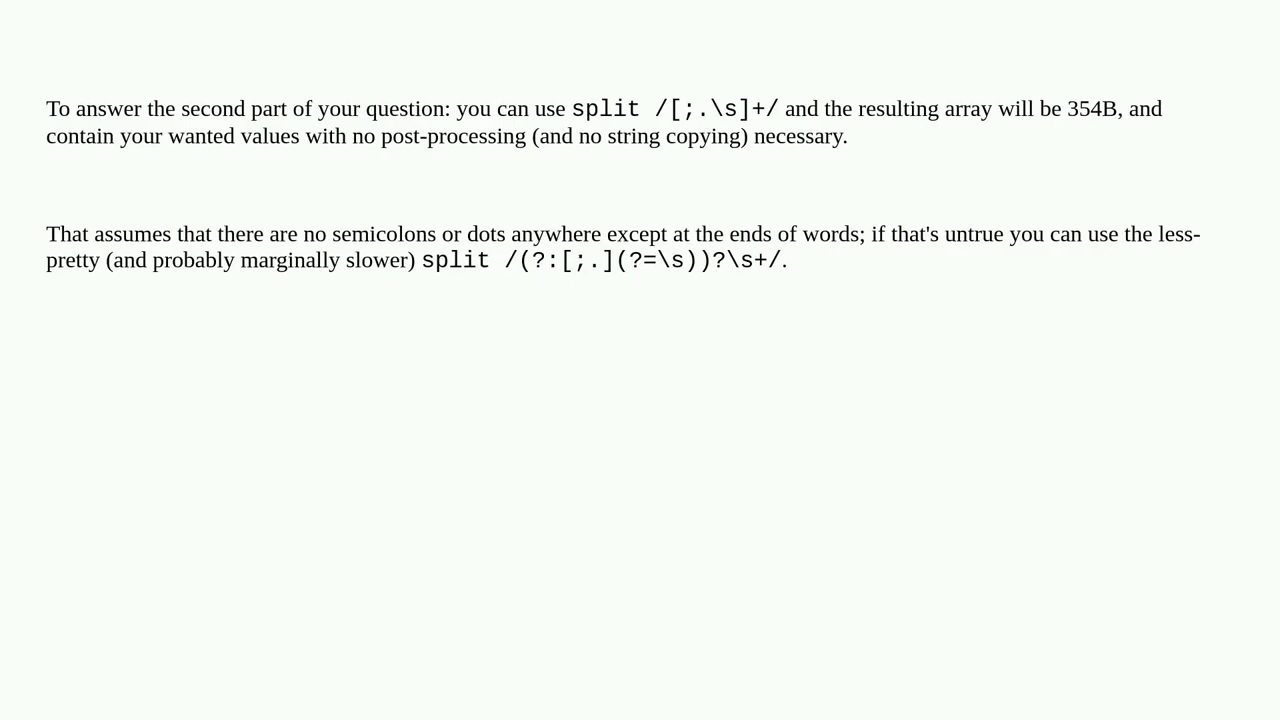 To answer the second part of your question: you can use split /[;.\s]+/ and the resulting array will be 354B, and
contain your wanted values with no post-processing (and no string copying) necessary.
That assumes that there are no semicolons or dots anywhere except at the ends of words; if that's untrue you can use the less-
pretty (and probably marginally slower) split /(?:[;.](?=\s))?\s+/.